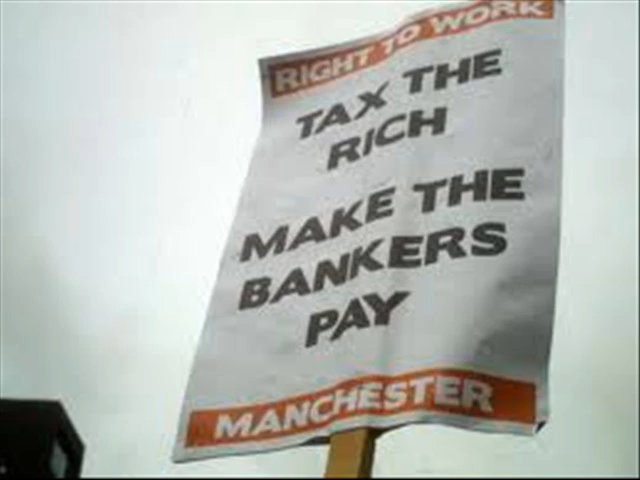 RIGHT TO WORK
TAX THE
RICH
MAKE THE
BANKERS
PAY
MANCHESTER